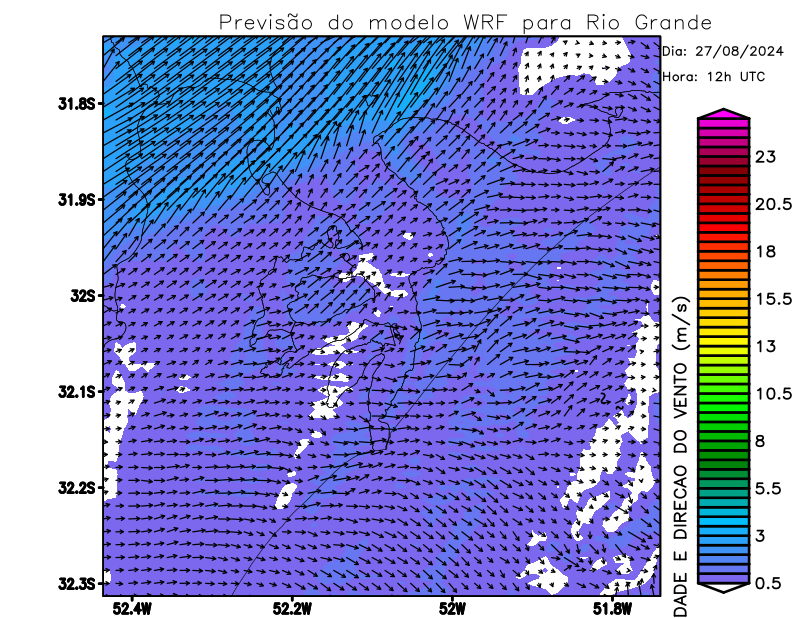 Previsão do modelo WRF para Rio Grande
Dia: 27/08/2024
Hora: 12h UTC
31.8S
31.9S
32S
32.1S
32.2S
32.3S
52.4W
52.2W
52W
51.8W
23
20.5
18
15.5
13
10.5
8
5.5
3
0.5
DADE E DIRECAO DO VENTO (m/s)